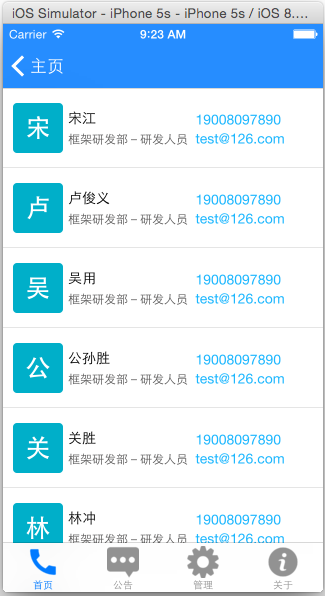 iOS Simulator - iPhone 5s - iPhone 5s / iOS 8....
Carrier 9:23 AM
主页
宋 宋江 19008097890
框架研发部 – 研发人员 test@126.com
卢 卢俊义 19008097890
框架研发部 – 研发人员 test@126.com
吴 吴用 19008097890
框架研发部 – 研发人员 test@126.com
公 公孙胜 19008097890
框架研发部 – 研发人员 test@126.com
关 关胜 19008097890
框架研发部 – 研发人员 test@126.com
林 林冲 19008097890
框架研发部 – 研发人员 test@126.com
首页 公告 管理 关于